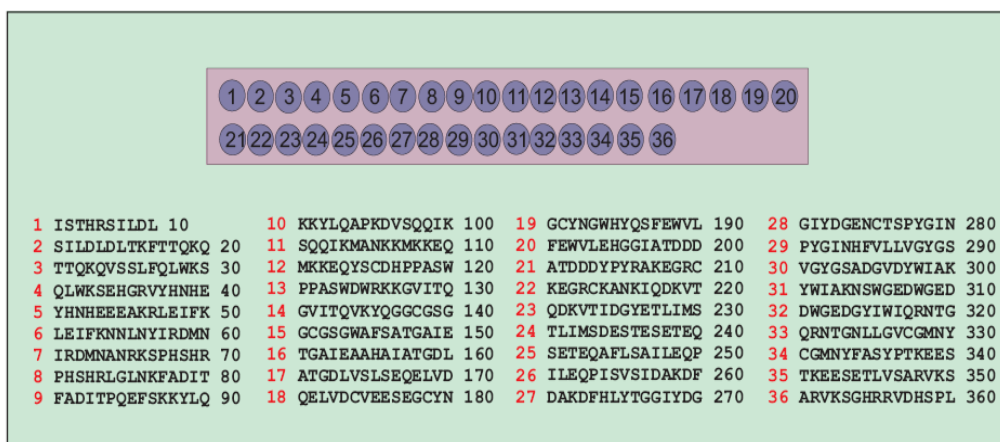 1 2 3 4 5 6 7 8 9 10 11 12 13 14 15 16 17 18 19 20
21 22 23 24 25 26 27 28 29 30 31 32 33 34 35 36
1 ISTHRSILDL 10
2 SILDLDLTKFTTQKQ 20
3 TTQKQVSSLFQLWKS 30
4 QLWKSEHGRVYHNHE 40
5 YHNHEEEAKRLEIFK 50
6 LEIFKNNLNYIRDMN 60
7 IRDMNANRKSPHSHR 70
8 PHSHRLGLNKFADIT 80
9 FADITPQEFSKKYLQ 90
10 KKYLQAPKDVSQQIK 100
11 SQQIKMANKKMKKEQ 110
12 MKKEQYSCDHPPASW 120
13 PPASWDWRKKGVITQ 130
14 GVITQVKYQGGCGSG 140
15 GCGSGWAFSATGAIE 150
16 TGAIEAAHAIATGDL 160
17 ATGDLVSLSEQELVD 170
18 QELVDCVEESEGCYN 180
19 GCYNGWHYQSFEWVL 190
20 FEWVLEHGGIATDDD 200
21 ATDDDYPYRAKEGRC 210
22 KEGRCKANKIQDKVT 220
23 QDKVTIDGYETLIMS 230
24 TLIMSDESTESETEQ 240
25 SETEQAFLSAILEQP 250
26 ILEQPISVSIDAKDF 260
27 DAKDFHLYTGGIYDG 270
28 GIYDGENCTSPYGIN 280
29 PYGINHFVLLVGYGS 290
30 VGYGSADGVDYWIAK 300
31 YWIAKNSWGEDWGED 310
32 DWGEDGYIWIQRNTG 320
33 QRNTGNLLGVCGMNY 330
34 CGMNYFASYPTKEES 340
35 TKEESETLVSARVKS 350
36 ARVKSGHRRVDHSPL 360